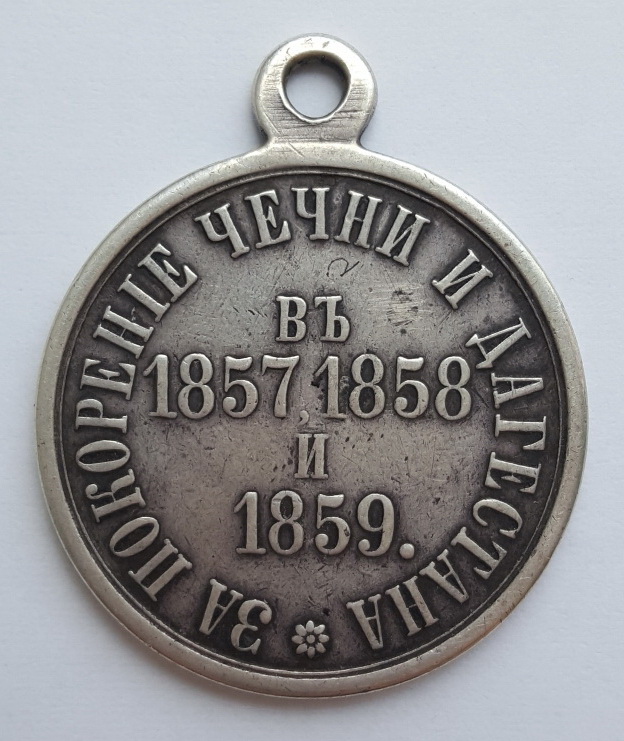 ЗА ПОКОРЕНІЕ ЧЕЧНИ И ДАГЕСТАНА
ВЪ
1857, 1858
И
1859.